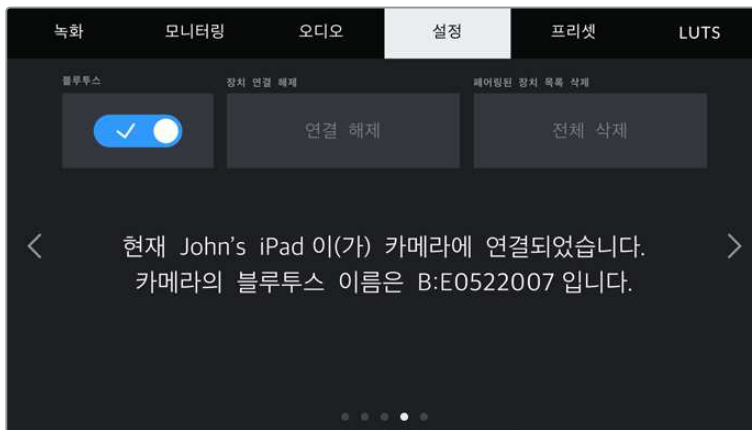 녹화 모니터링 오디오 설정 프리셋 LUTS
블루투스 장치 연결 해제 페어링된 장치 목록 삭제
연결 해제 전체 삭제
현재 John's iPad 이(가) 카메라에 연결되었습니다.
카메라의 블루투스 이름은 B:E0522007 입니다.